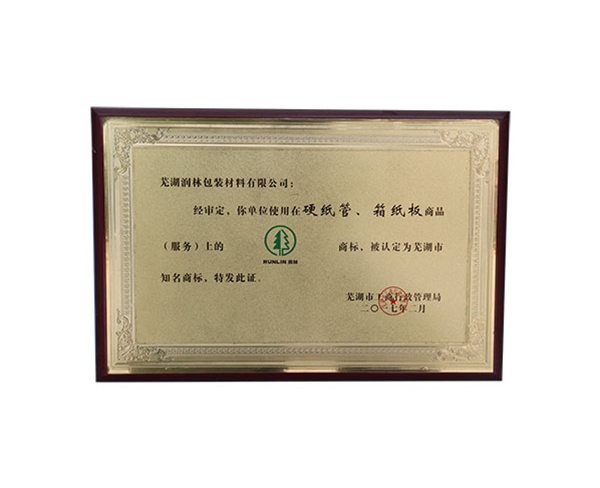 芜湖润林包装材料有限公司：
经审定，你单位使用在硬纸管、箱纸板商品
（服务）上的 商标，被认定为芜湖市
RUNLIN 润林
知名商标，特发此证。
芜湖市工商行政管理局
二〇一七年二月